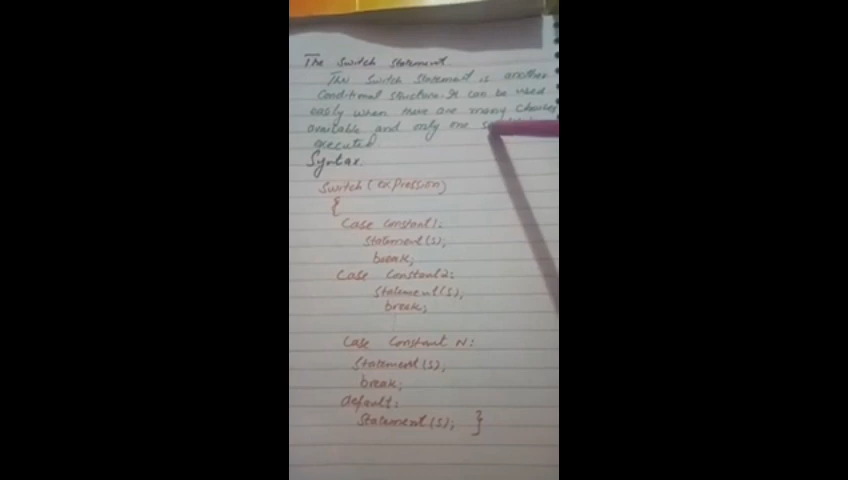 The Switch Statement.
The Switch Statement is another
Conditional structure. It can be used
easily when there are many choices
available and only one
executed.
Syntax.
Switch (expression)
{
Case Constant1:
Statement(s);
break;
Case Constant2:
Statement(s);
break;
Case Constant N:
Statement(s);
break;
default:
Statement(s); }